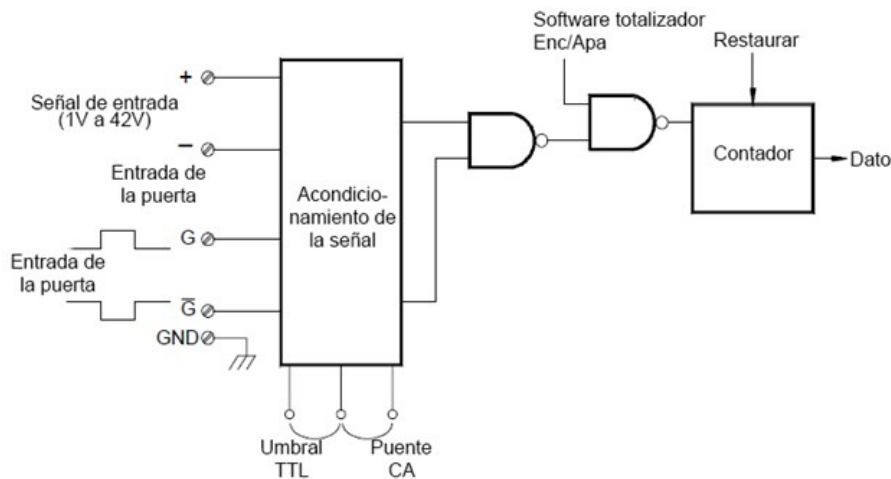 Software totalizador
Enc/Apa
Restaurar
+
Señal de entrada
(1V a 42V)
−
Entrada de
la puerta
Acondicio-
namiento de
la señal
Contador
Dato
G
Entrada de
la puerta
G̅
GND
Umbral
TTL
Puente
CA